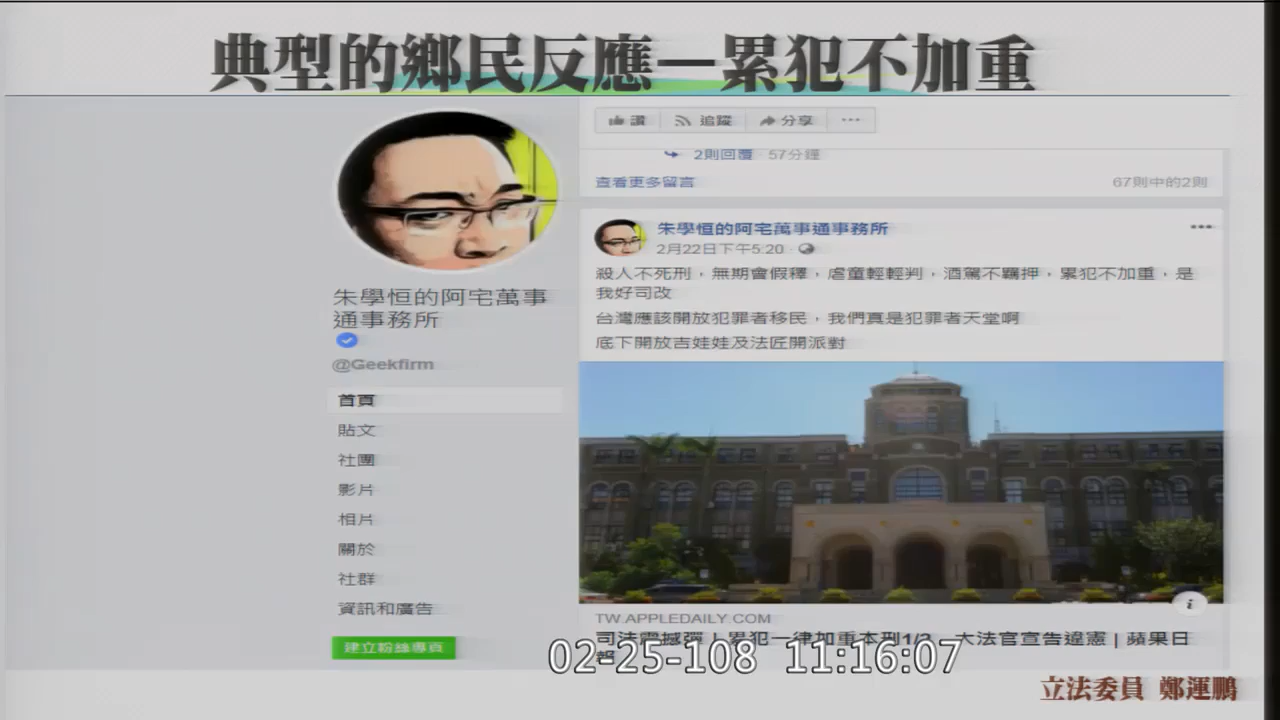 典型的鄉民反應—累犯不加重
讚 追蹤 分享 ...
2則回覆 57分鐘
查看更多留言 67則中的2則
朱學恒的阿宅萬事通事務所
2月22日下午5:20
殺人不死刑，無期會假釋，虐童輕輕判，酒駕不羈押，累犯不加重，是
我好司改
台灣應該開放犯罪者移民，我們真是犯罪者天堂啊
底下開放吉娃娃及法匠開派對
朱學恒的阿宅萬事
通事務所
@Geekfirm
首頁
貼文
社團
影片
相片
關於
社群
資訊和廣告
建立粉絲專頁
TW.APPLEDAILY.COM
司法震撼彈！累犯一律加重本刑1/2 大法官宣告違憲 | 蘋果日
報
02-25-108 11:16:07
立法委員 鄭運鵬